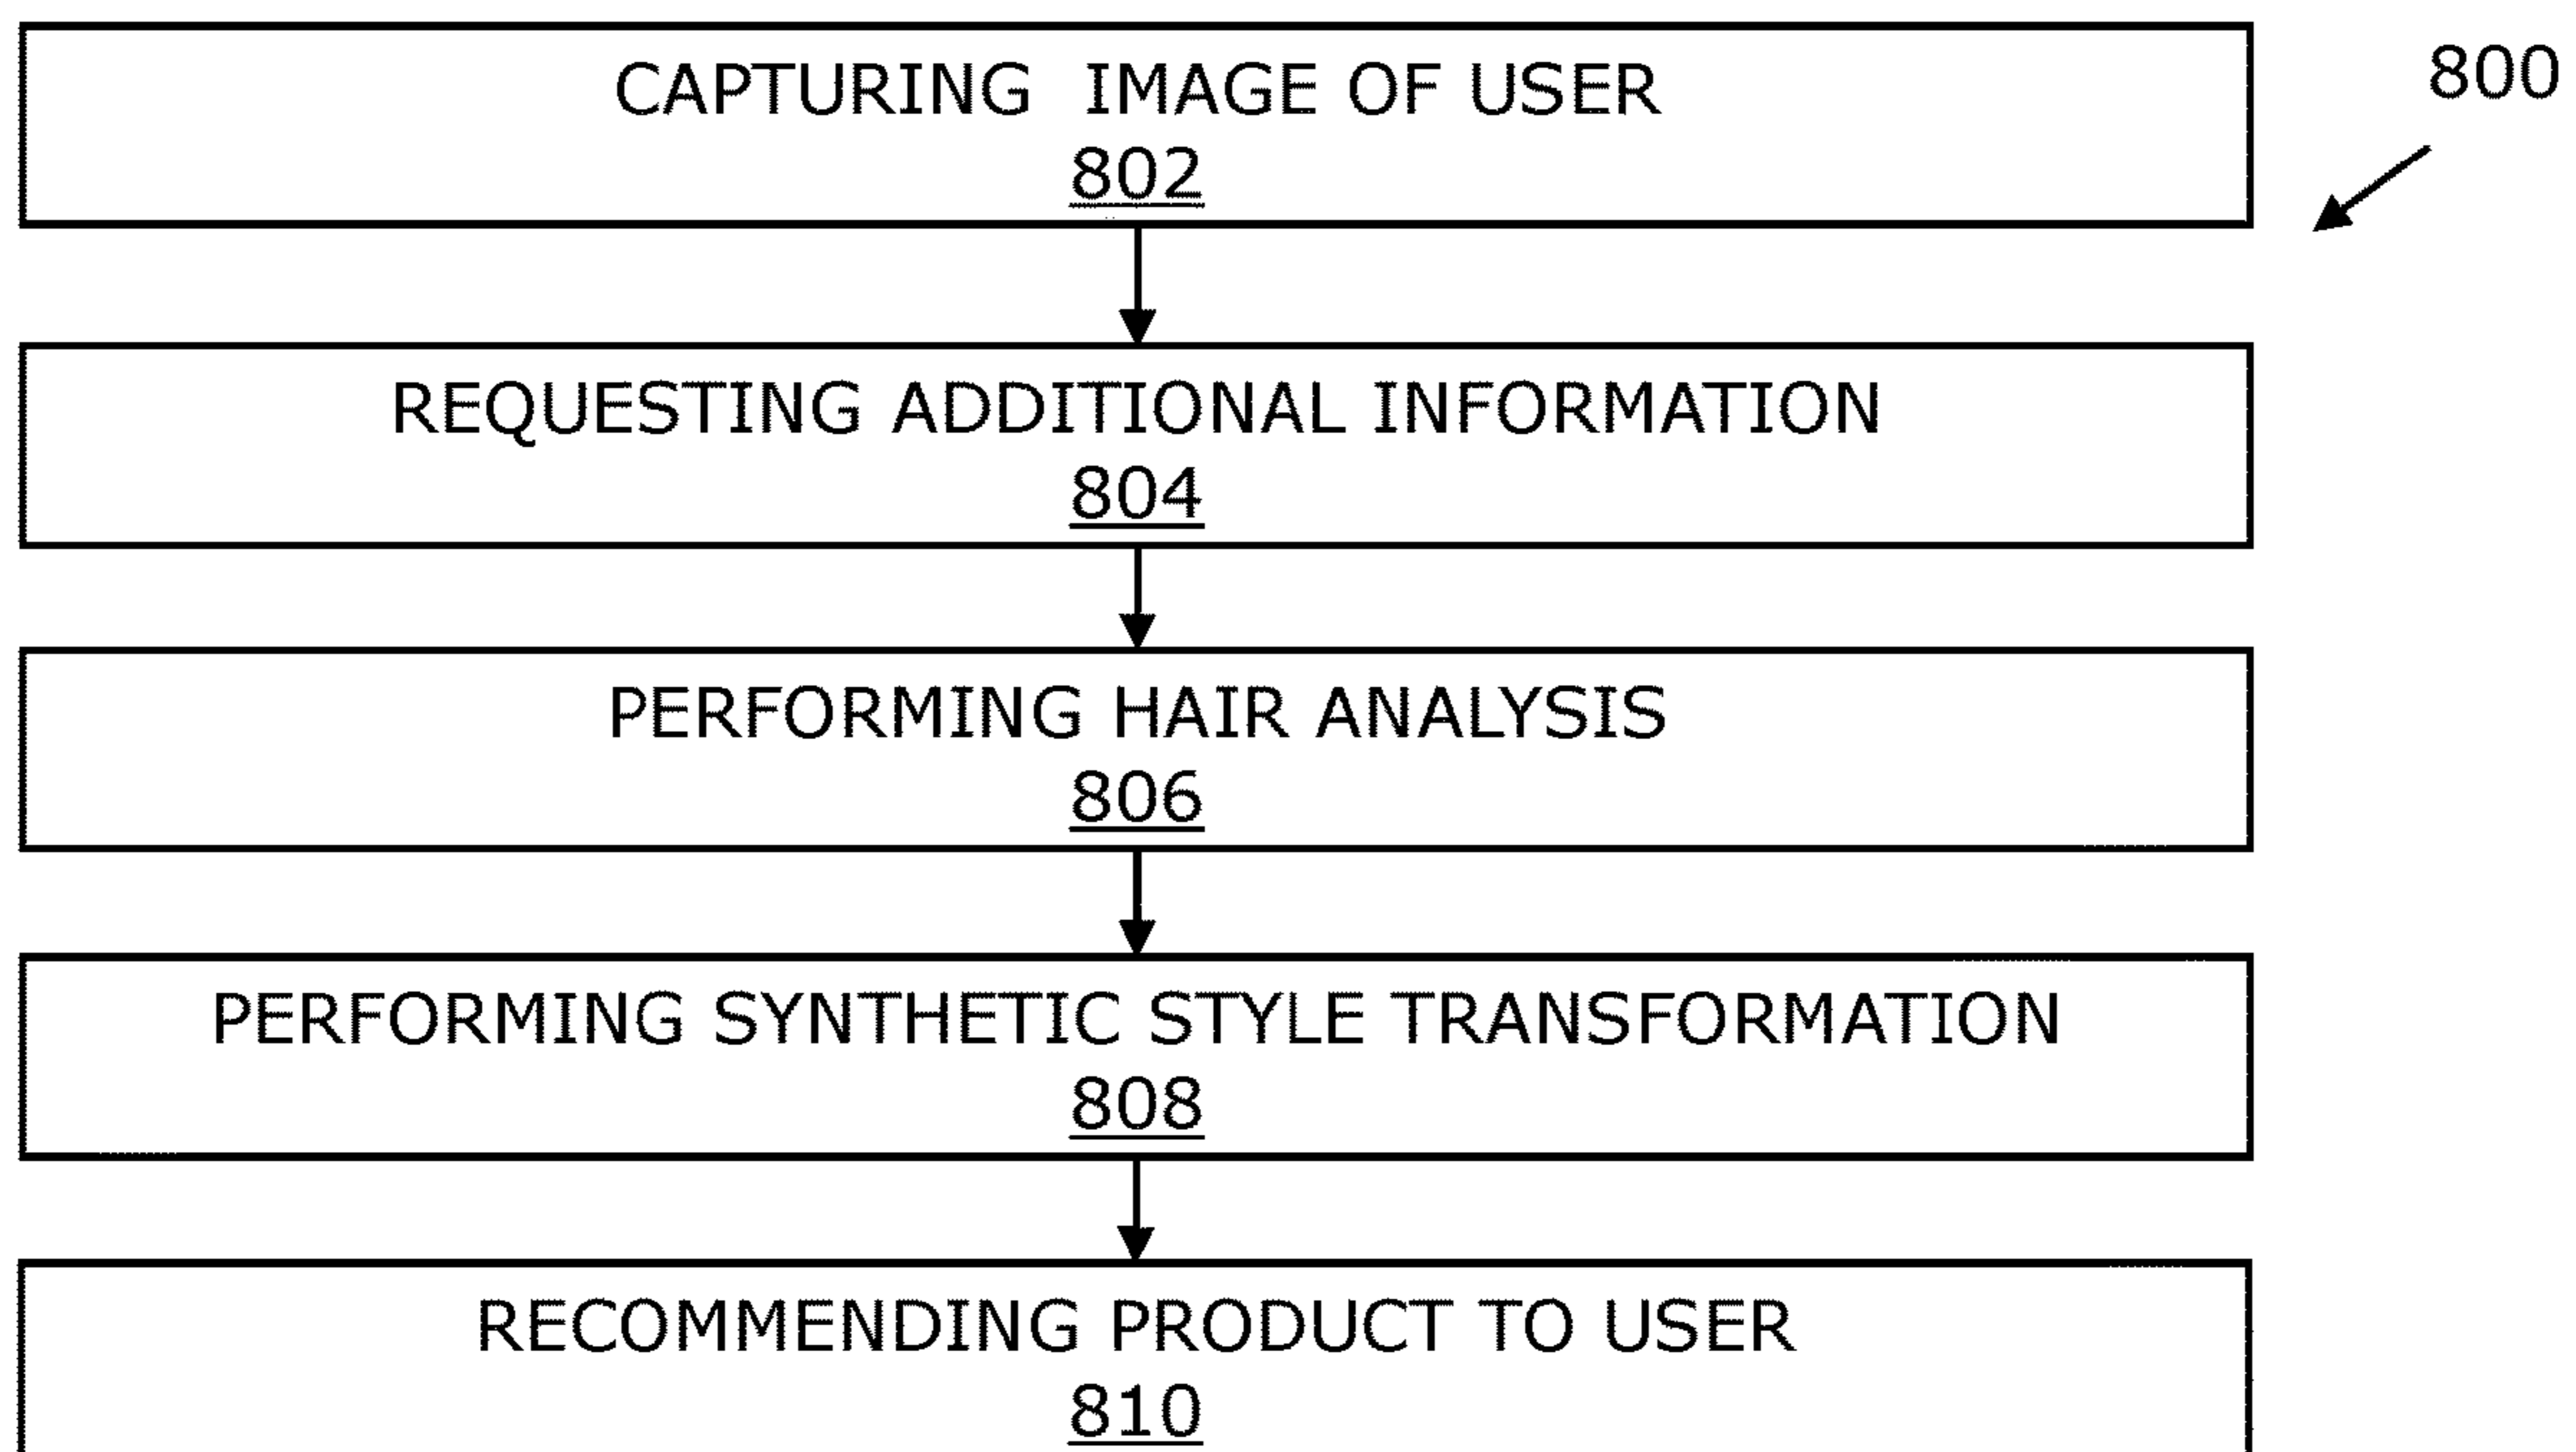 CAPTURING IMAGE OF USER
802
800
REQUESTING ADDITIONAL INFORMATION
804
PERFORMING HAIR ANALYSIS
806
PERFORMING SYNTHETIC STYLE TRANSFORMATION
808
RECOMMENDING PRODUCT TO USER
810